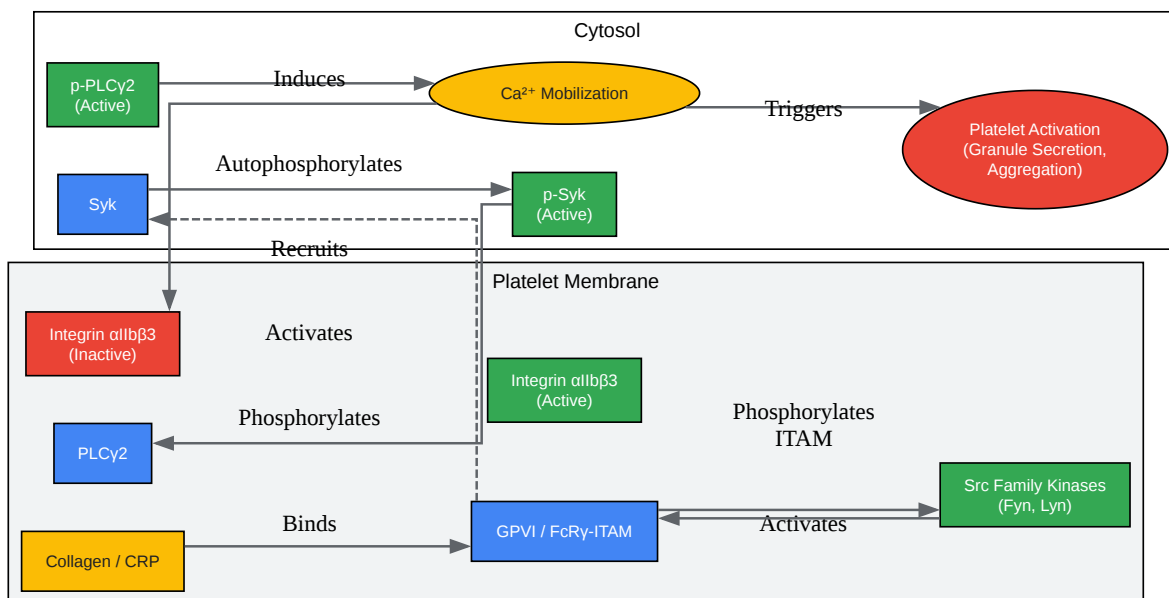 Cytosol
p-PLCγ2
(Active)
Induces
Ca²⁺ Mobilization
Triggers
Platelet Activation
(Granule Secretion,
Aggregation)
Autophosphorylates
Syk
p-Syk
(Active)
Recruits
Platelet Membrane
Integrin αIIbβ3
(Inactive)
Activates
Integrin αIIbβ3
(Active)
Phosphorylates
PLCγ2
Phosphorylates
ITAM
Src Family Kinases
(Fyn, Lyn)
Binds
GPVI / FcRγ-ITAM
Activates
Collagen / CRP